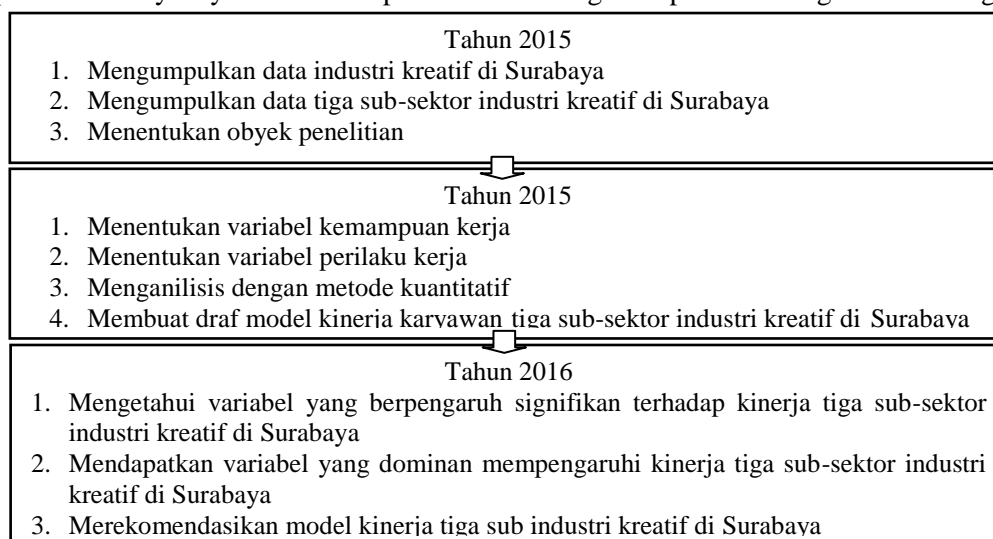 Tahun 2015
1. Mengumpulkan data industri kreatif di Surabaya
2. Mengumpulkan data tiga sub-sektor industri kreatif di Surabaya
3. Menentukan obyek penelitian
Tahun 2015
1. Menentukan variabel kemampuan kerja
2. Menentukan variabel perilaku kerja
3. Menganilisis dengan metode kuantitatif
4. Membuat draf model kinerja karyawan tiga sub-sektor industri kreatif di Surabaya
Tahun 2016
1. Mengetahui variabel yang berpengaruh signifikan terhadap kinerja tiga sub-sektor
industri kreatif di Surabaya
2. Mendapatkan variabel yang dominan mempengaruhi kinerja tiga sub-sektor industri
kreatif di Surabaya
3. Merekomendasikan model kinerja tiga sub industri kreatif di Surabaya